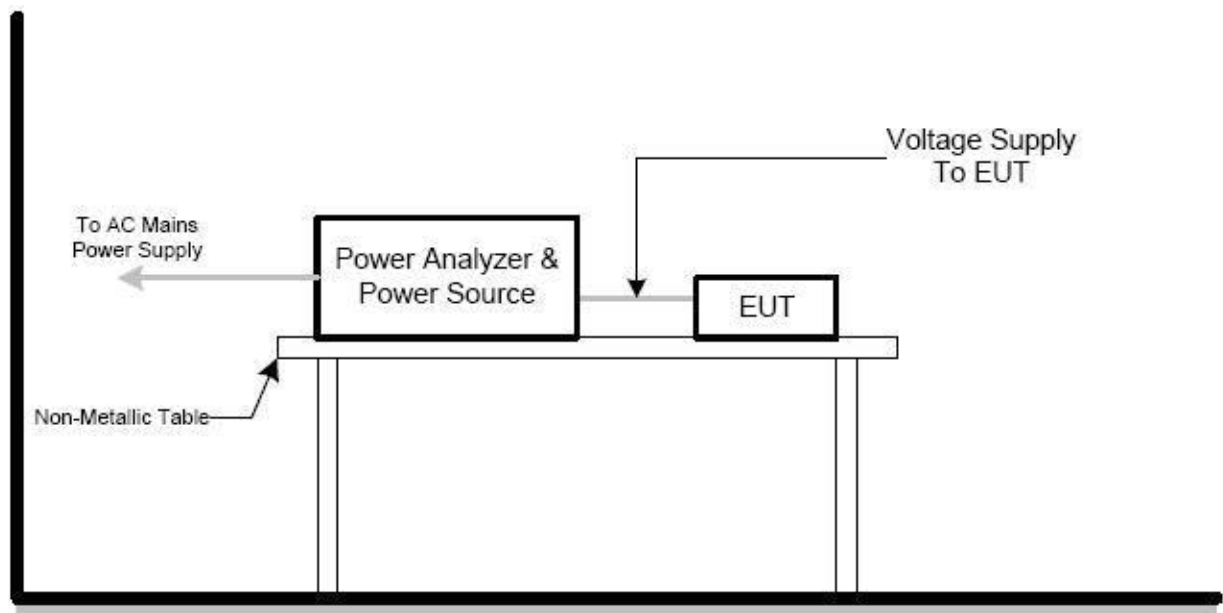 Voltage Supply
To EUT
To AC Mains
Power Supply
Power Analyzer &
Power Source
EUT
Non-Metallic Table